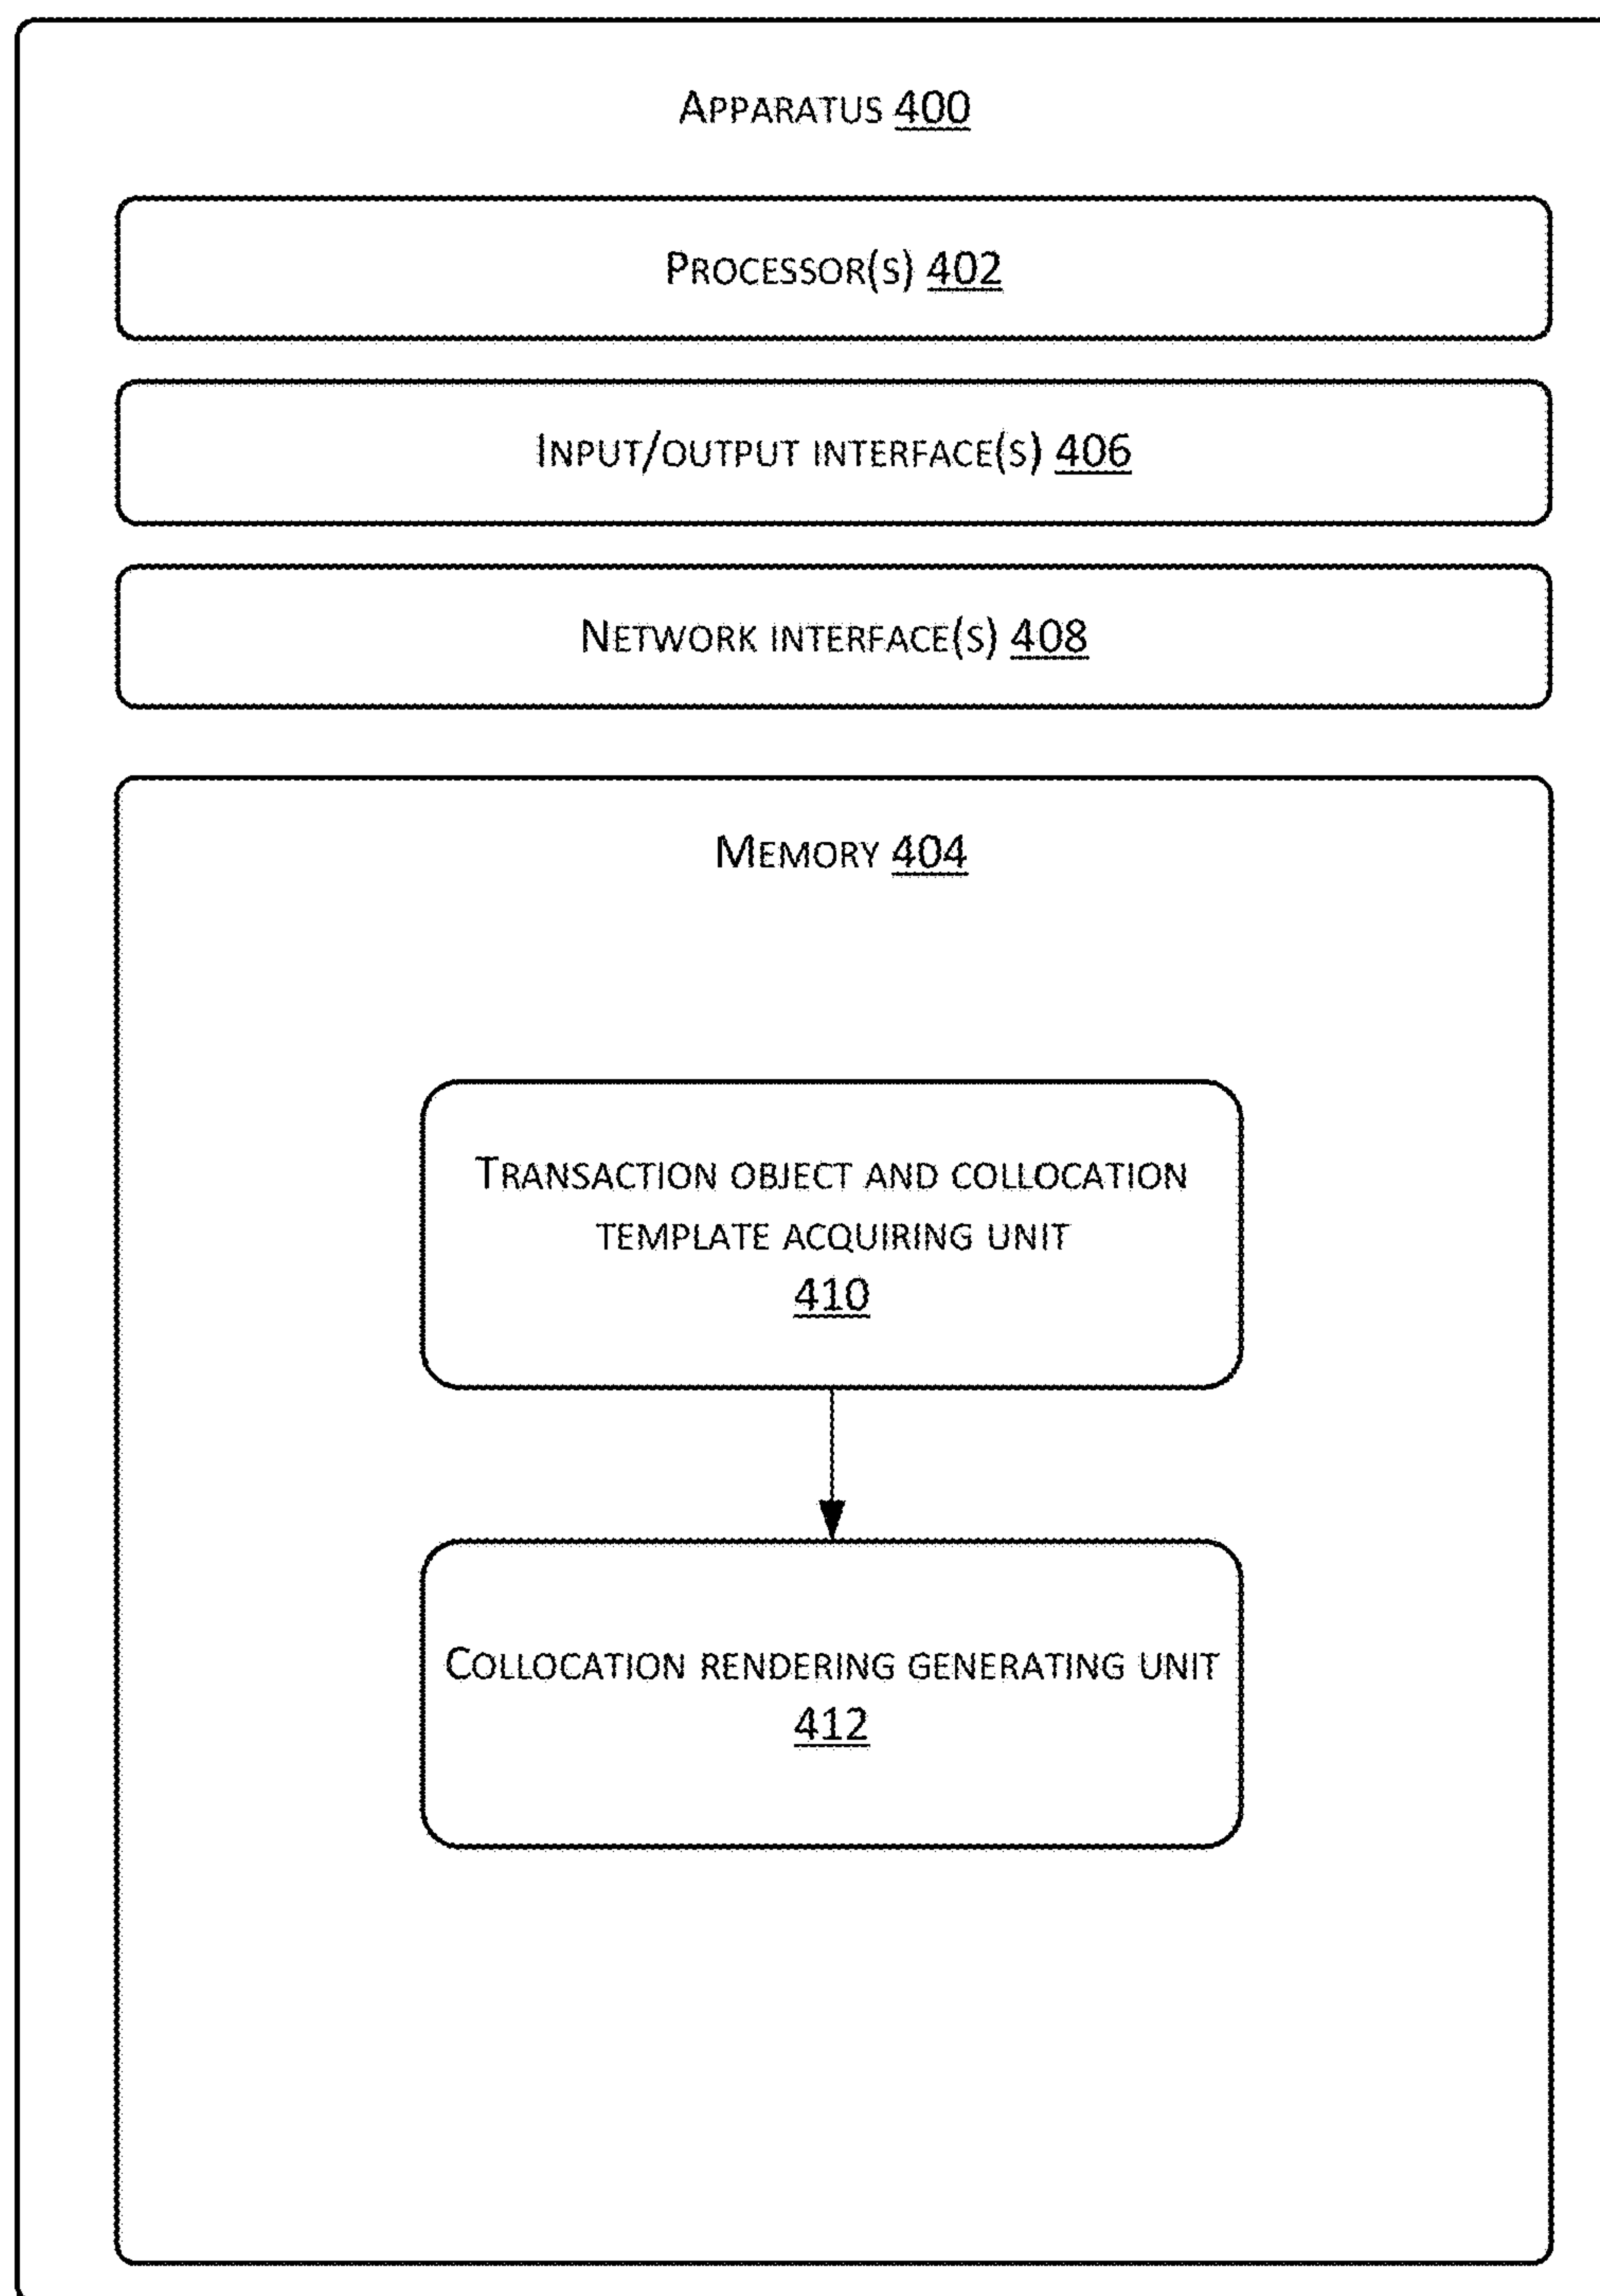 APPARATUS 400
PROCESSOR(S) 402
INPUT/OUTPUT INTERFACE(S) 406
NETWORK INTERFACE(S) 408
MEMORY 404
TRANSACTION OBJECT AND COLLOCATION
TEMPLATE ACQUIRING UNIT
410
COLLOCATION RENDERING GENERATING UNIT
412